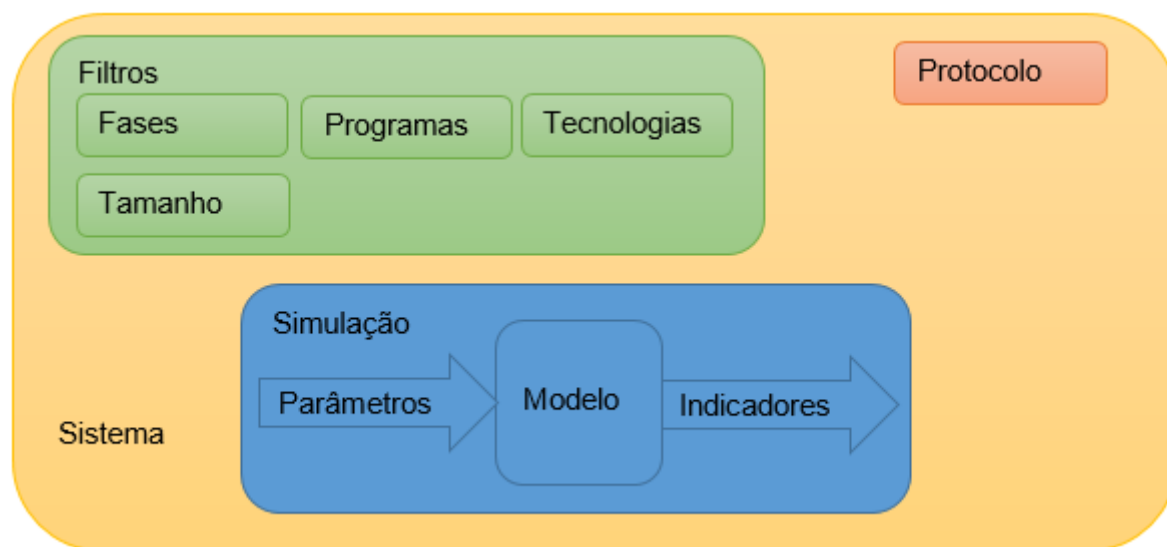 Filtros
Protocolo
Fases
Programas
Tecnologias
Tamanho
Simulação
Parâmetros
Modelo
Indicadores
Sistema